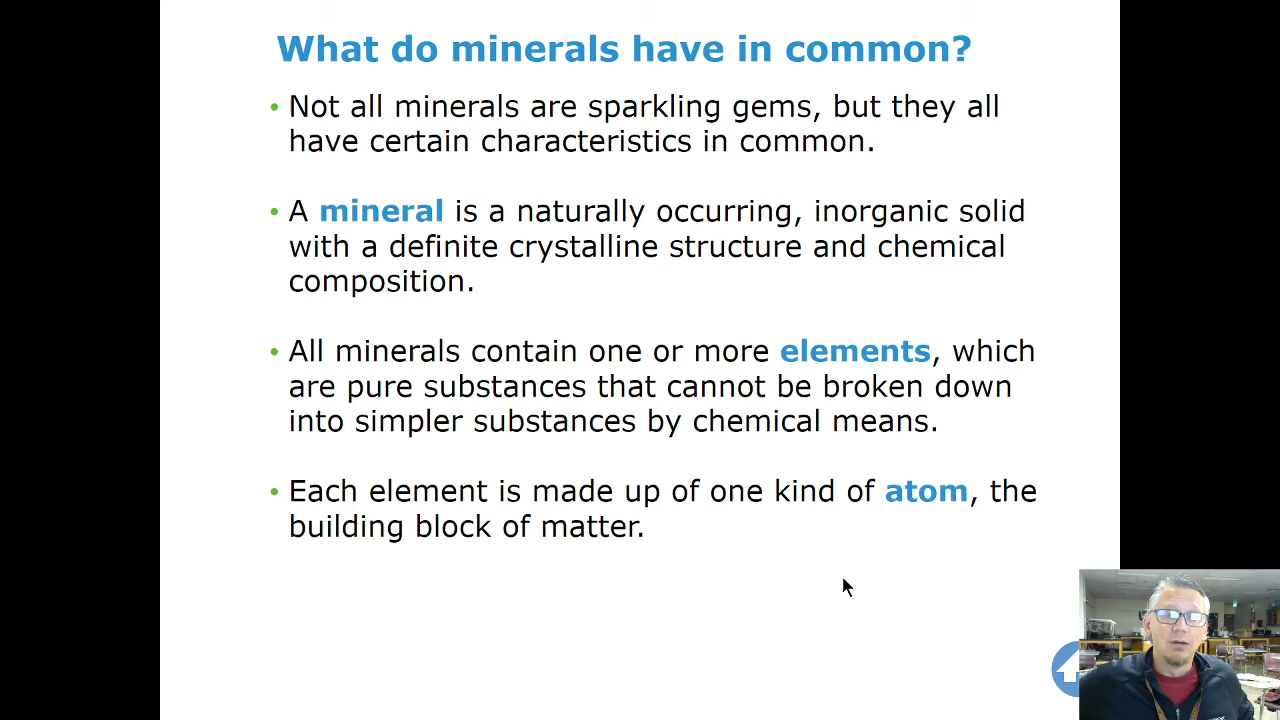 What do minerals have in common?
• Not all minerals are sparkling gems, but they all
have certain characteristics in common.
• A mineral is a naturally occurring, inorganic solid
with a definite crystalline structure and chemical
composition.
• All minerals contain one or more elements, which
are pure substances that cannot be broken down
into simpler substances by chemical means.
• Each element is made up of one kind of atom, the
building block of matter.